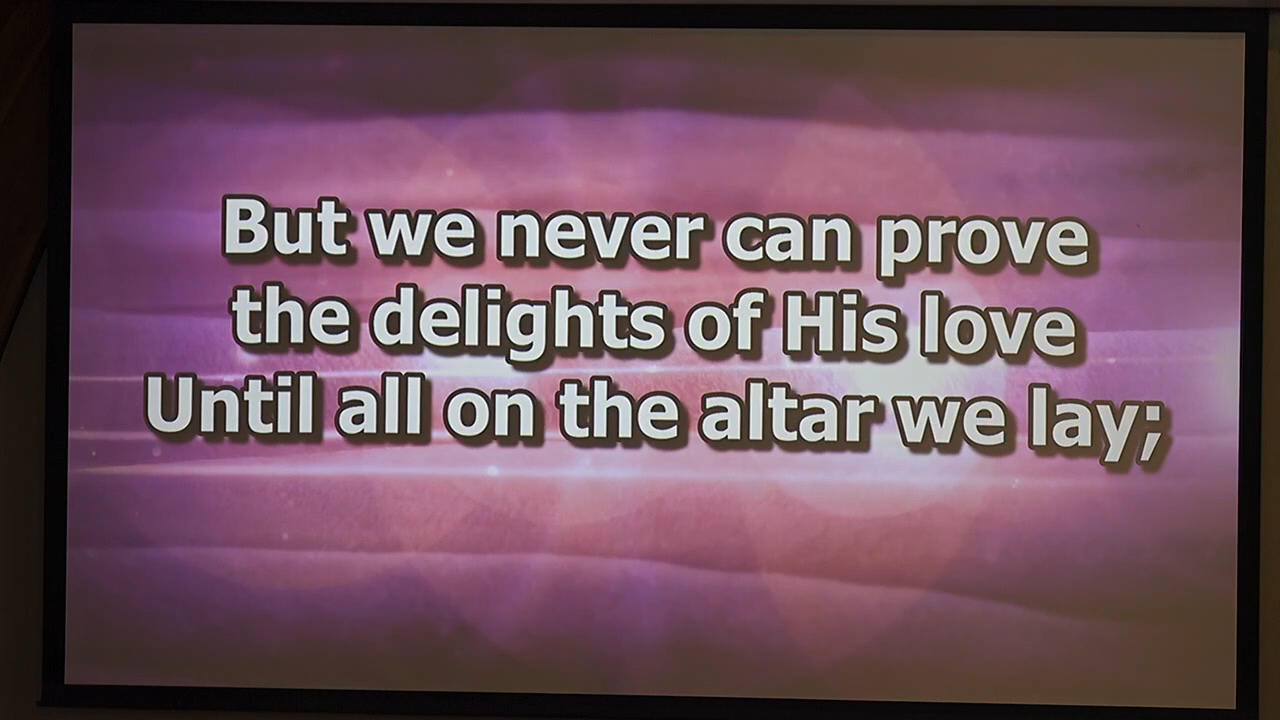 But we never can prove
the delights of His love
Until all on the altar we lay;